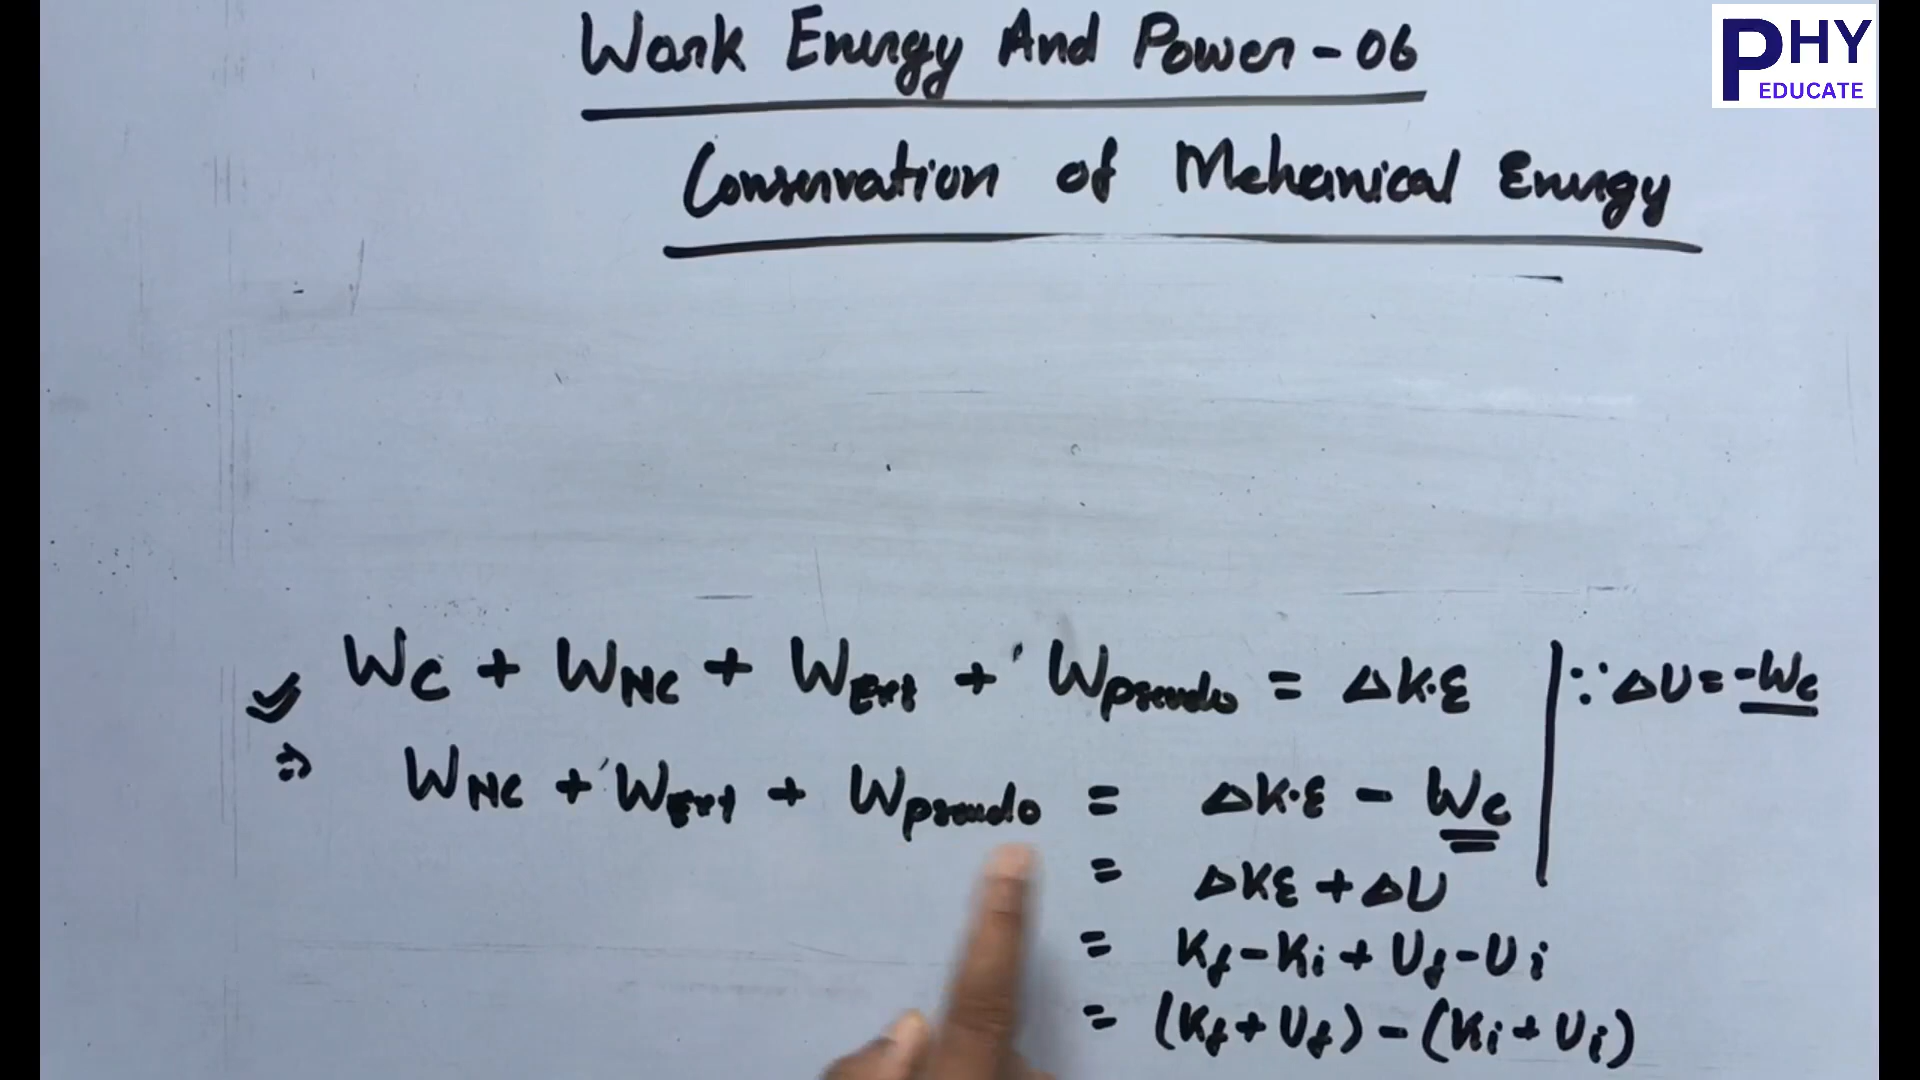 Work Energy And Power - 06
PHY
EDUCATE
Conservation of Mehanical Energy
WC + WNC + WExt + Wpseudo = ΔK.E
∵ ΔU = -Wc
⇒ WNC + WExt + Wpseudo = ΔK.E - WC
= ΔKE + ΔU
= Kf - Ki + Uf - Ui
= (Kf + Uf) - (Ki + Ui)